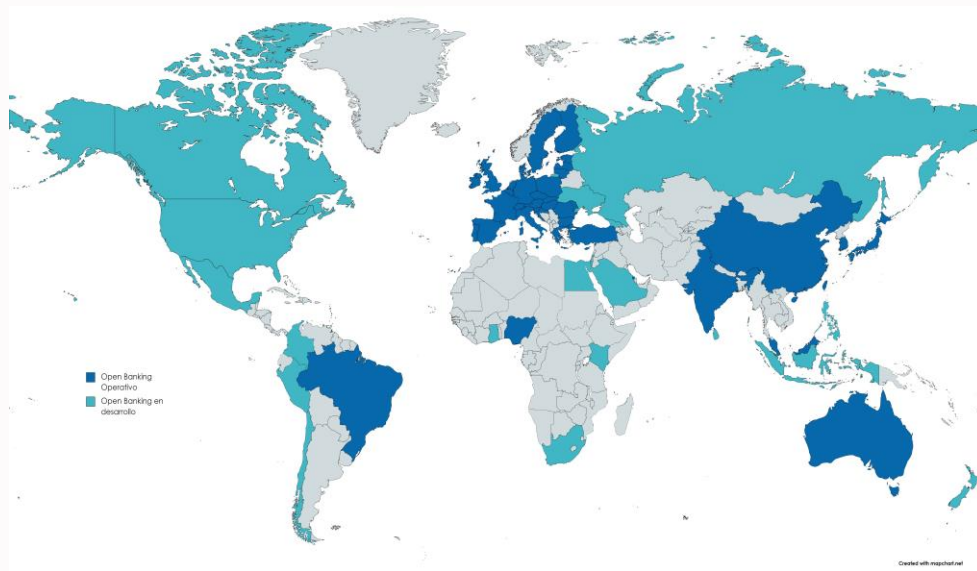 Open Banking
Operativo
Open Banking en
desarrollo
Created with mapchart.net